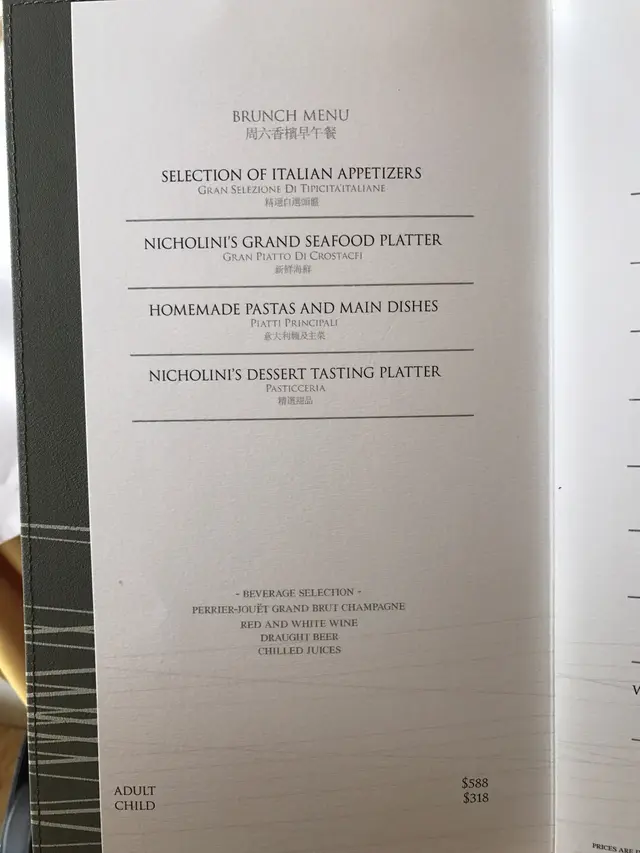 BRUNCH MENU
周六香檳早午餐
SELECTION OF ITALIAN APPETIZERS
GRAN SELEZIONE DI TIPICITA'ITALIANE
精選自選頭盤
NICHOLINI'S GRAND SEAFOOD PLATTER
GRAN PIATTO DI CROSTACEI
新鮮海鮮
HOMEMADE PASTAS AND MAIN DISHES
PIATTI PRINCIPALI
意大利麵及主菜
NICHOLINI'S DESSERT TASTING PLATTER
PASTICCERIA
精選甜品
- BEVERAGE SELECTION -
PERRIER-JOUËT GRAND BRUT CHAMPAGNE
RED AND WHITE WINE
DRAUGHT BEER
CHILLED JUICES
ADULT $588
CHILD $318
PRICES ARE